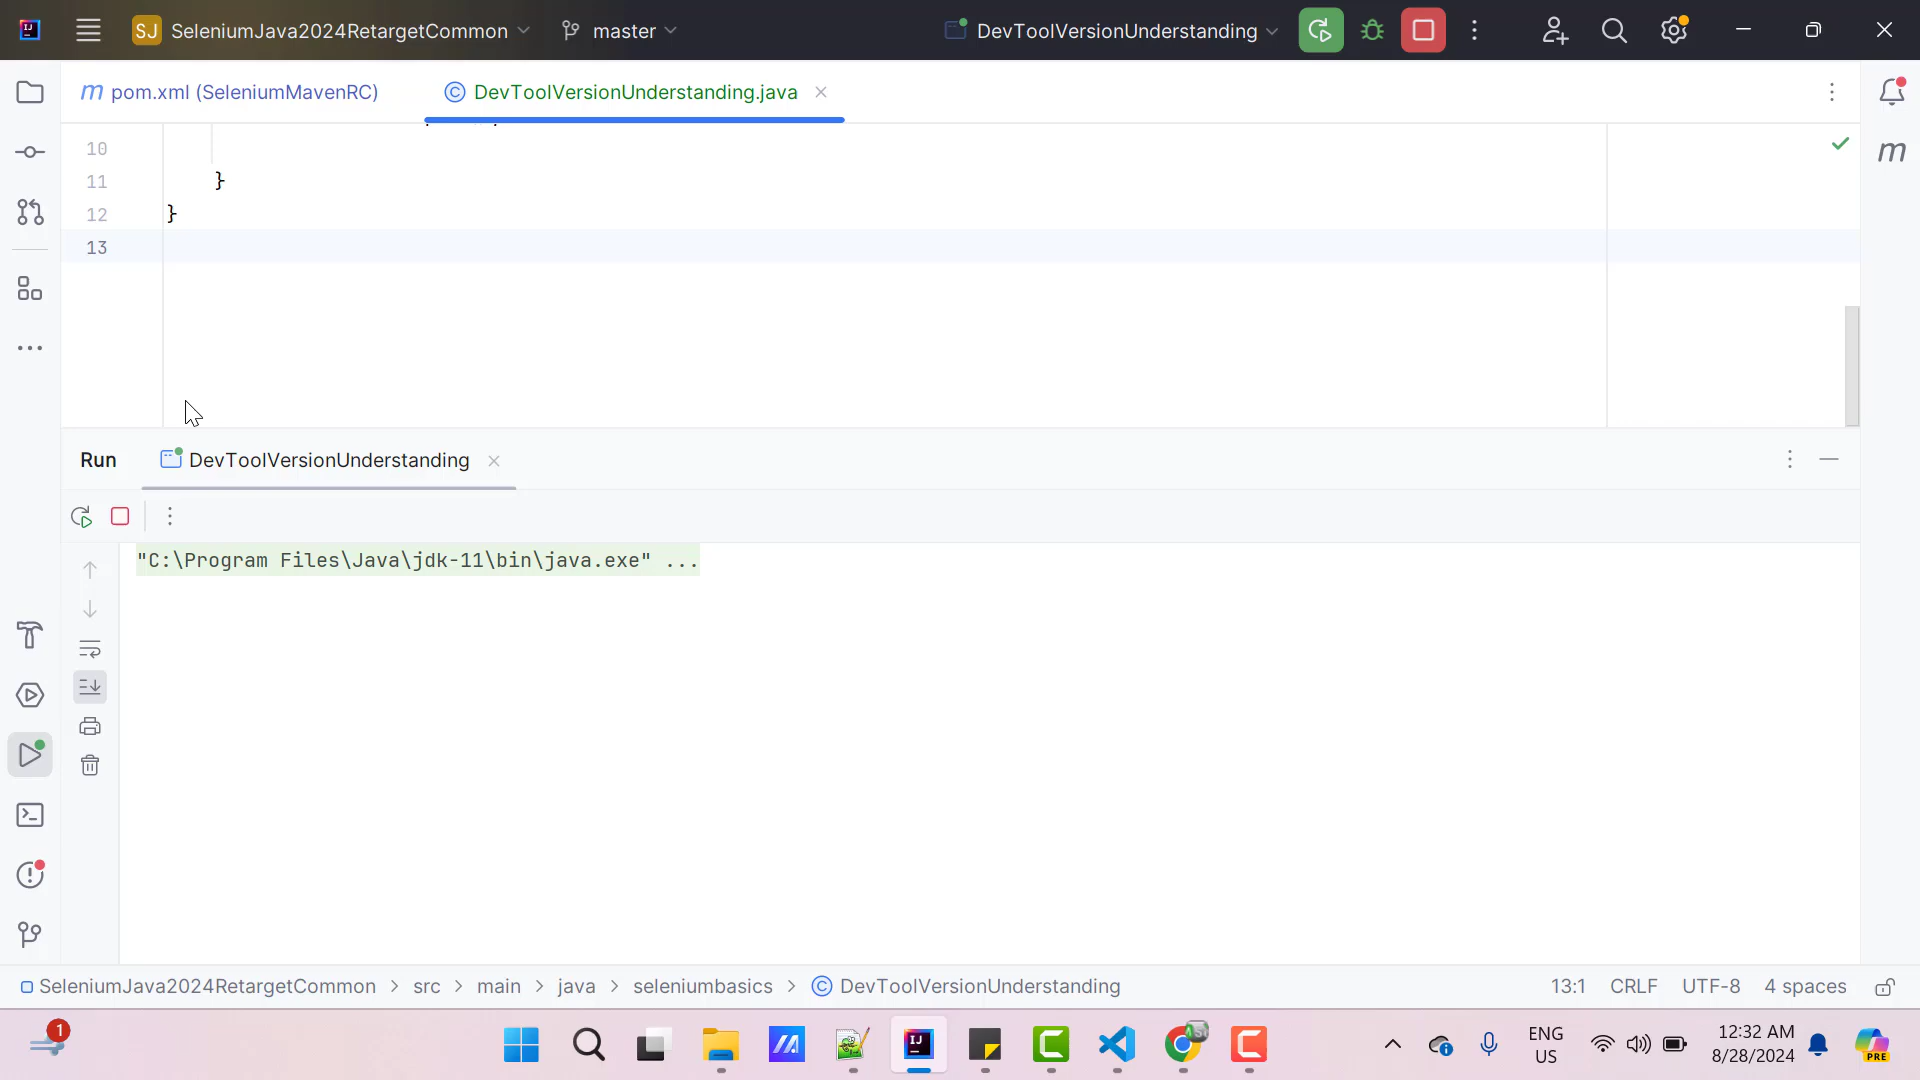 SJ SeleniumJava2024RetargetCommon master DevToolVersionUnderstanding
m pom.xml (SeleniumMavenRC) DevToolVersionUnderstanding.java
10
11 }
12 }
13
Run DevToolVersionUnderstanding
"C:\Program Files\Java\jdk-11\bin\java.exe" ...
SeleniumJava2024RetargetCommon > src > main > java > seleniumbasics > DevToolVersionUnderstanding 13:1 CRLF UTF-8 4 spaces
1
ENG
US
12:32 AM
8/28/2024
PRE